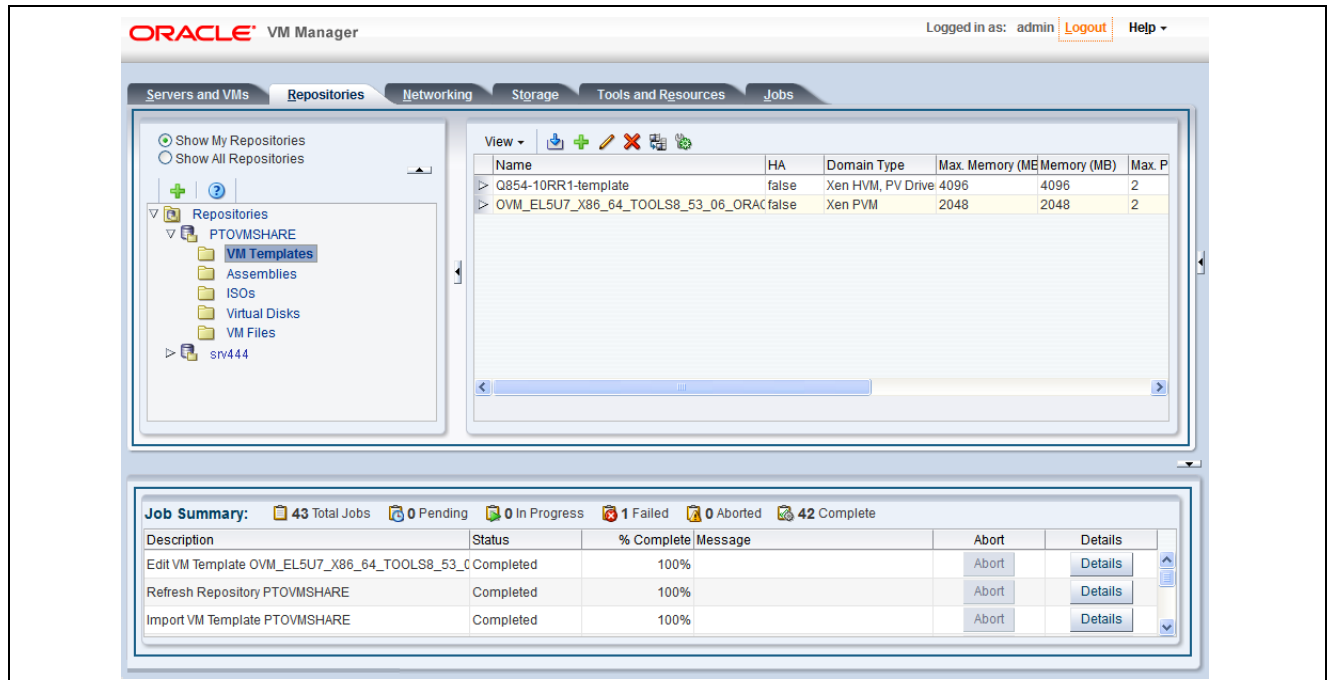 ORACLE VM Manager
Logged in as: admin Logout Help
Servers and VMs Repositories Networking Storage Tools and Resources Jobs
Show My Repositories
Show All Repositories
Repositories
PTOVMSHARE
VM Templates
Assemblies
ISOs
Virtual Disks
VM Files
srv444
View
Name HA Domain Type Max. Memory (MB Memory (MB) Max. P
Q854-10RR1-template false Xen HVM, PV Drive 4096 4096 2
OVM_EL5U7_X86_64_TOOLS8_53_06_ORAC false Xen PVM 2048 2048 2
Job Summary: 43 Total Jobs 0 Pending 0 In Progress 1 Failed 0 Aborted 42 Complete
Description Status % Complete Message Abort Details
Edit VM Template OVM_EL5U7_X86_64_TOOLS8_53_0 Completed 100% Abort Details
Refresh Repository PTOVMSHARE Completed 100% Abort Details
Import VM Template PTOVMSHARE Completed 100% Abort Details